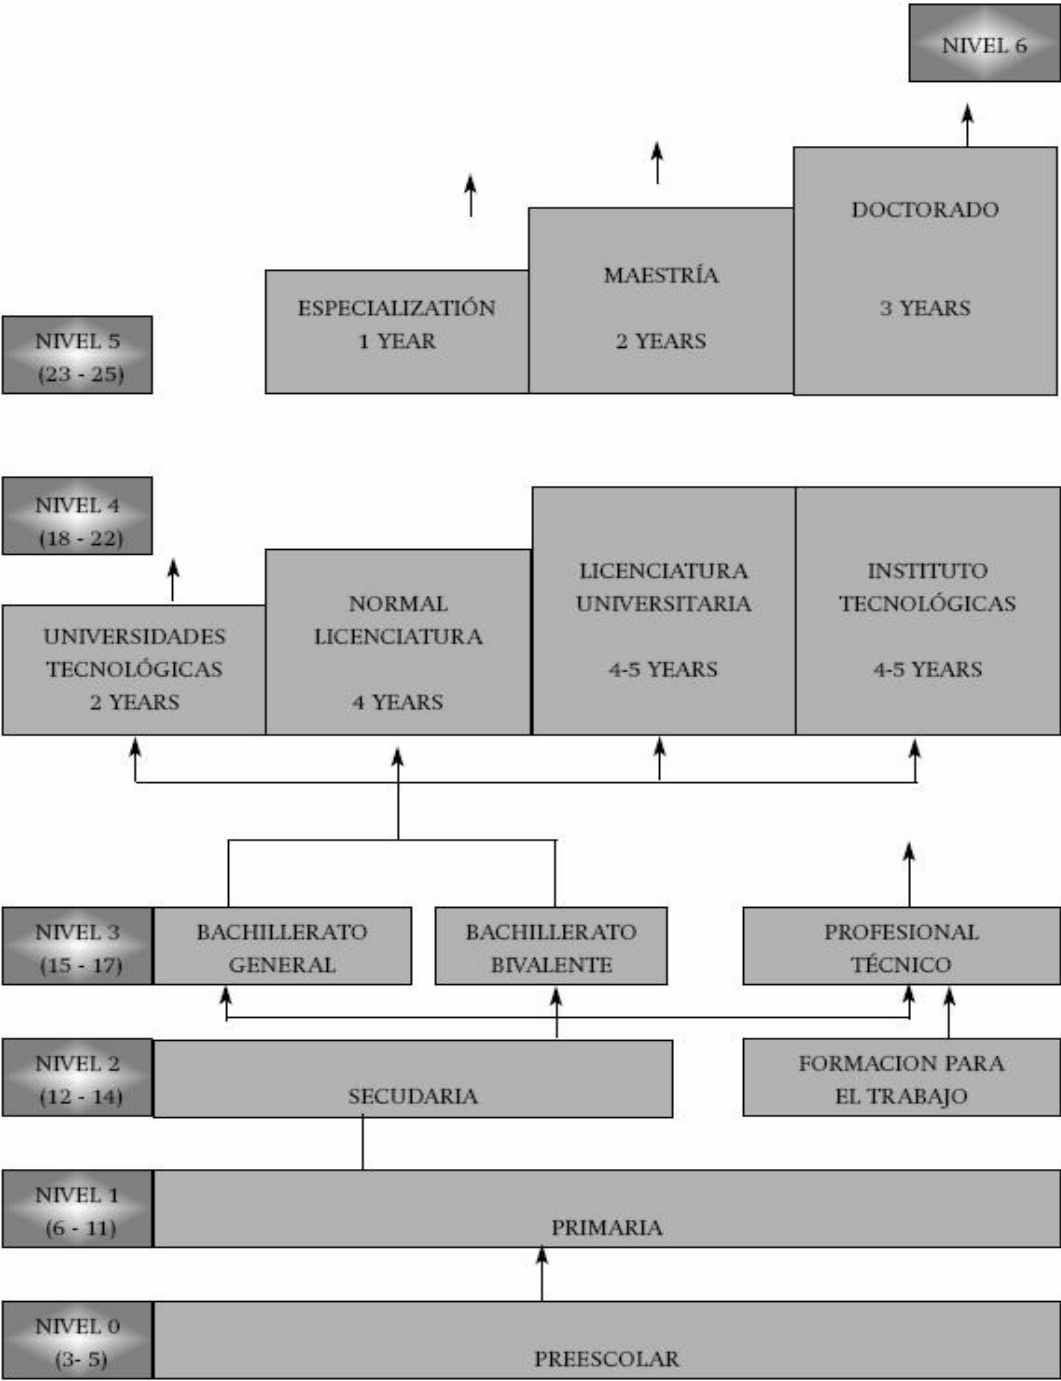 NIVEL 6
DOCTORADO
3 YEARS
MAESTRÍA
2 YEARS
ESPECIALIZATIÓN
1 YEAR
NIVEL 5
(23 - 25)
NIVEL 4
(18 - 22)
UNIVERSIDADES
TECNOLÓGICAS
2 YEARS
NORMAL
LICENCIATURA
4 YEARS
LICENCIATURA
UNIVERSITARIA
4-5 YEARS
INSTITUTO
TECNOLÓGICAS
4-5 YEARS
NIVEL 3
(15 - 17)
BACHILLERATO
GENERAL
BACHILLERATO
BIVALENTE
PROFESIONAL
TÉCNICO
NIVEL 2
(12 - 14)
SECUDARIA
FORMACION PARA
EL TRABAJO
NIVEL 1
(6 - 11)
PRIMARIA
NIVEL 0
(3- 5)
PREESCOLAR